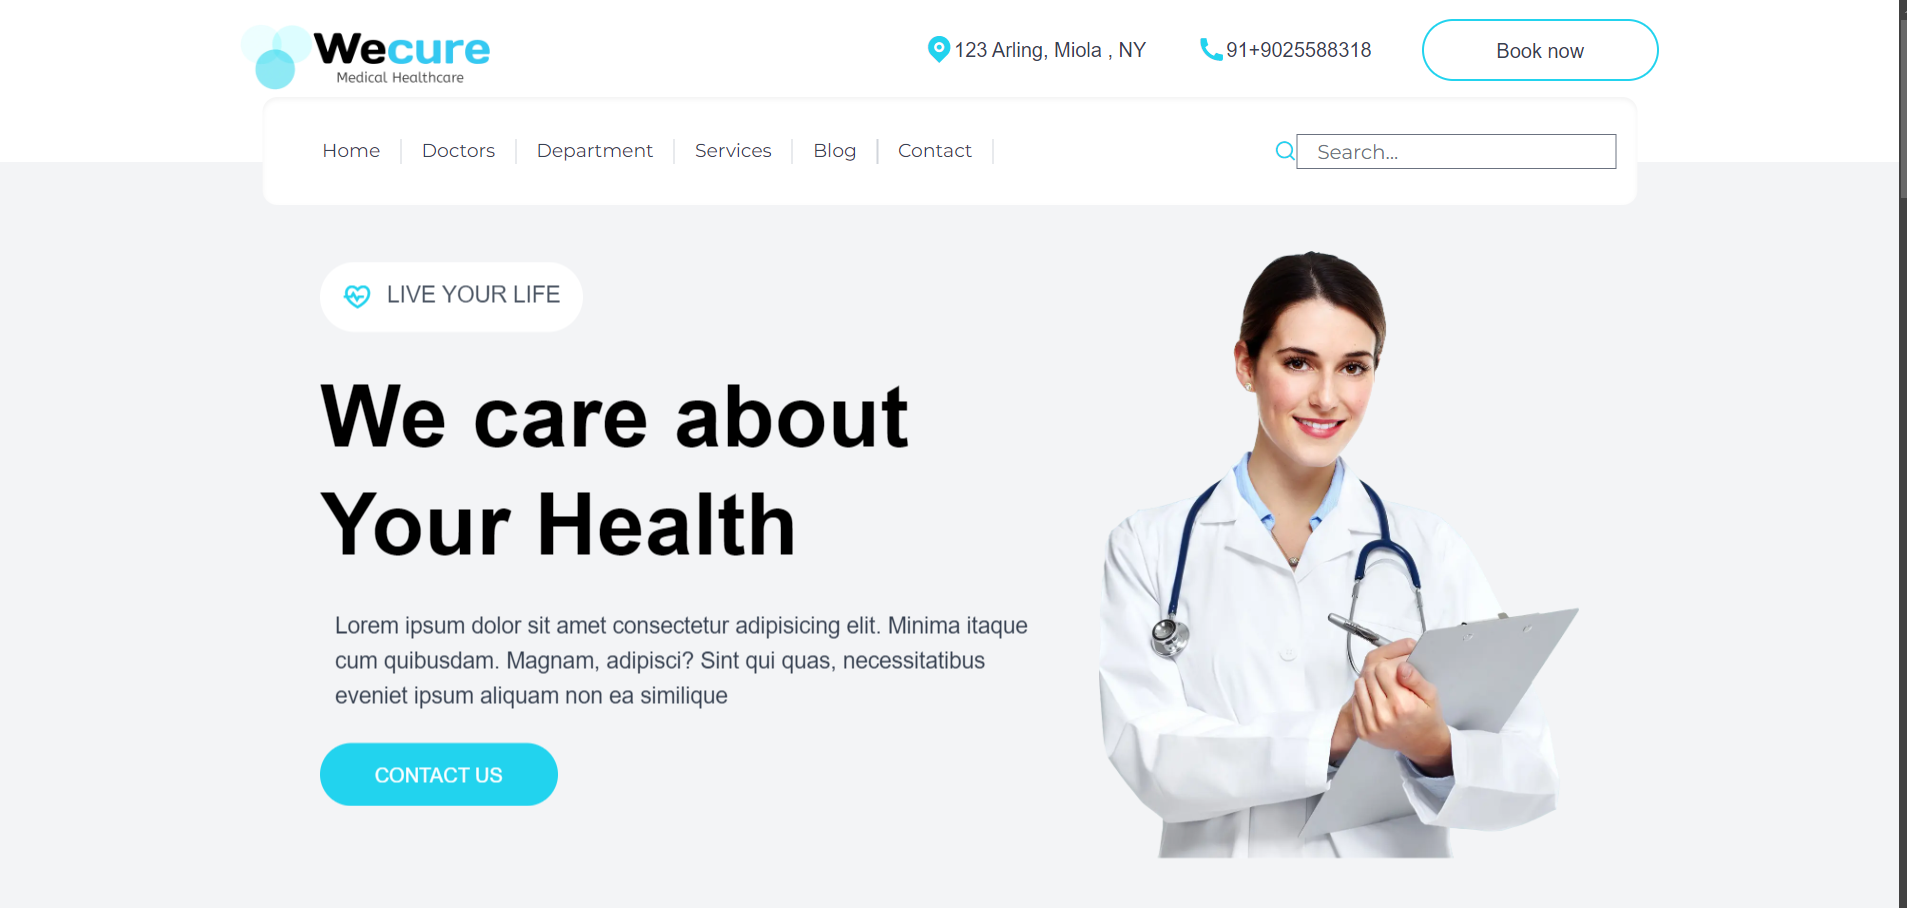 Wecure
Medical Healthcare
123 Arling, Miola , NY
91+9025588318
Book now
Home
Doctors
Department
Services
Blog
Contact
Search...
LIVE YOUR LIFE
We care about
Your Health
Lorem ipsum dolor sit amet consectetur adipisicing elit. Minima itaque
cum quibusdam. Magnam, adipisci? Sint qui quas, necessitatibus
eveniet ipsum aliquam non ea similique
CONTACT US